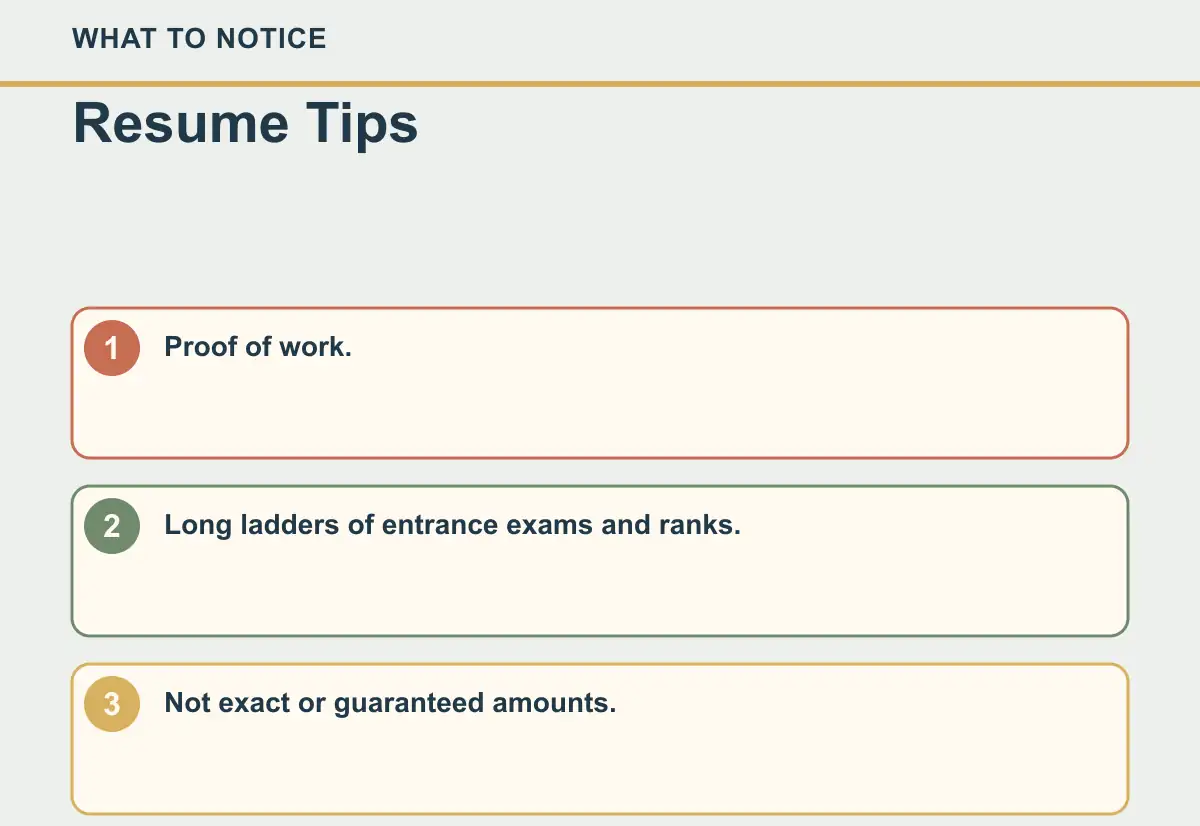 WHAT TO NOTICE
Resume Tips
1 Proof of work.
2 Long ladders of entrance exams and ranks.
3 Not exact or guaranteed amounts.